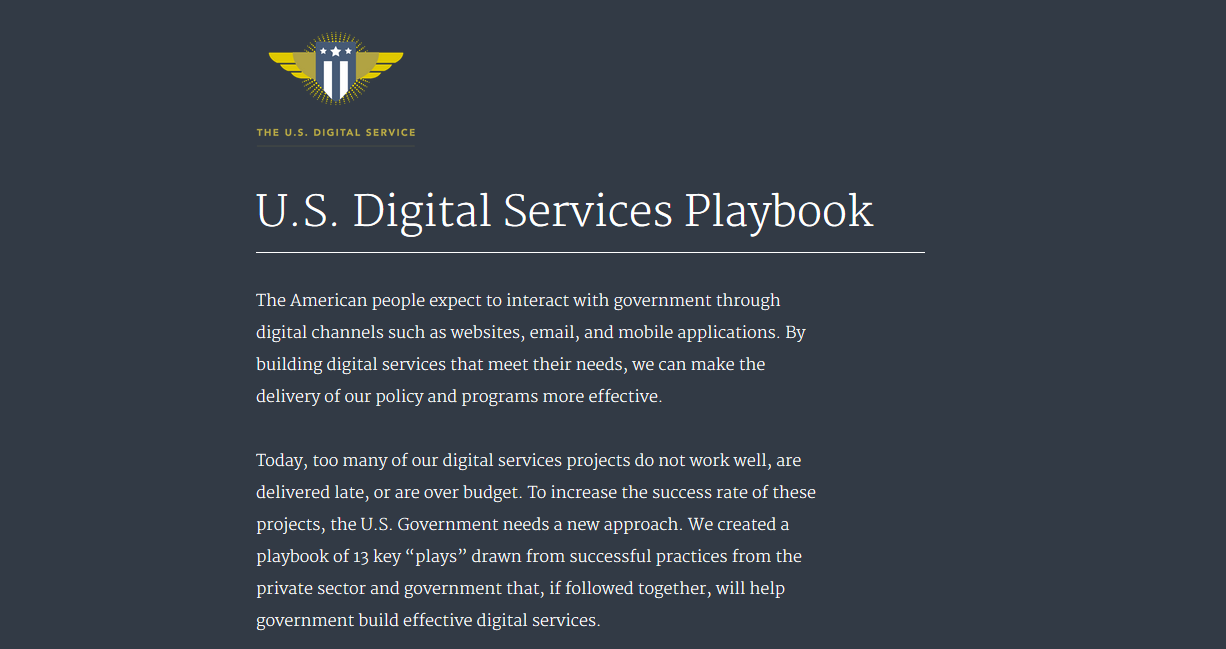 THE U.S. DIGITAL SERVICE
U.S. Digital Services Playbook
The American people expect to interact with government through
digital channels such as websites, email, and mobile applications. By
building digital services that meet their needs, we can make the
delivery of our policy and programs more effective.
Today, too many of our digital services projects do not work well, are
delivered late, or are over budget. To increase the success rate of these
projects, the U.S. Government needs a new approach. We created a
playbook of 13 key “plays” drawn from successful practices from the
private sector and government that, if followed together, will help
government build effective digital services.